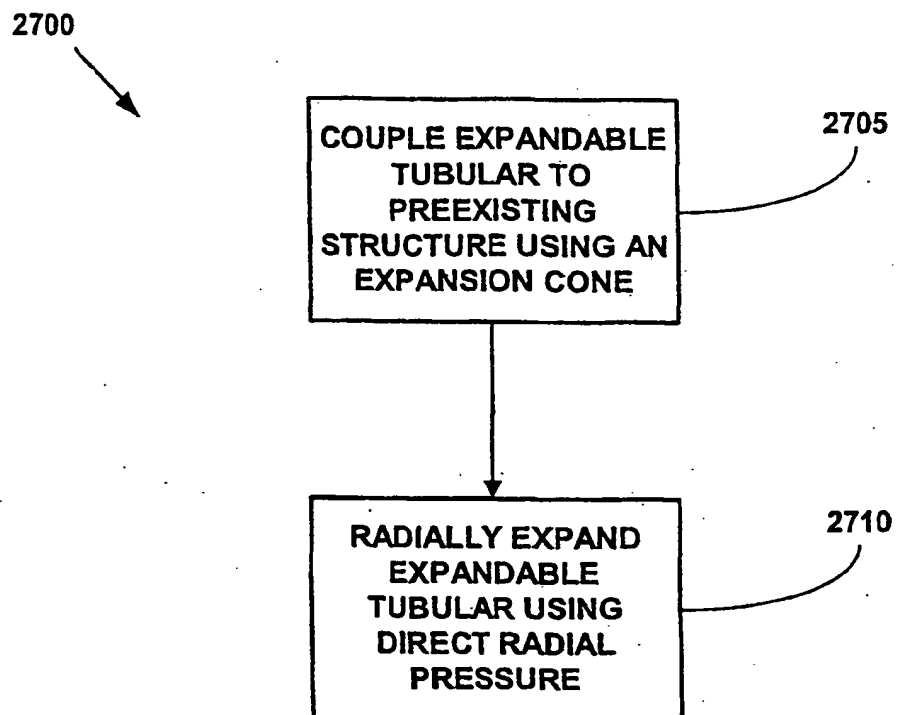 2700
COUPLE EXPANDABLE
TUBULAR TO
PREEXISTING
STRUCTURE USING AN
EXPANSION CONE
2705
RADIALLY EXPAND
EXPANDABLE
TUBULAR USING
DIRECT RADIAL
PRESSURE
2710